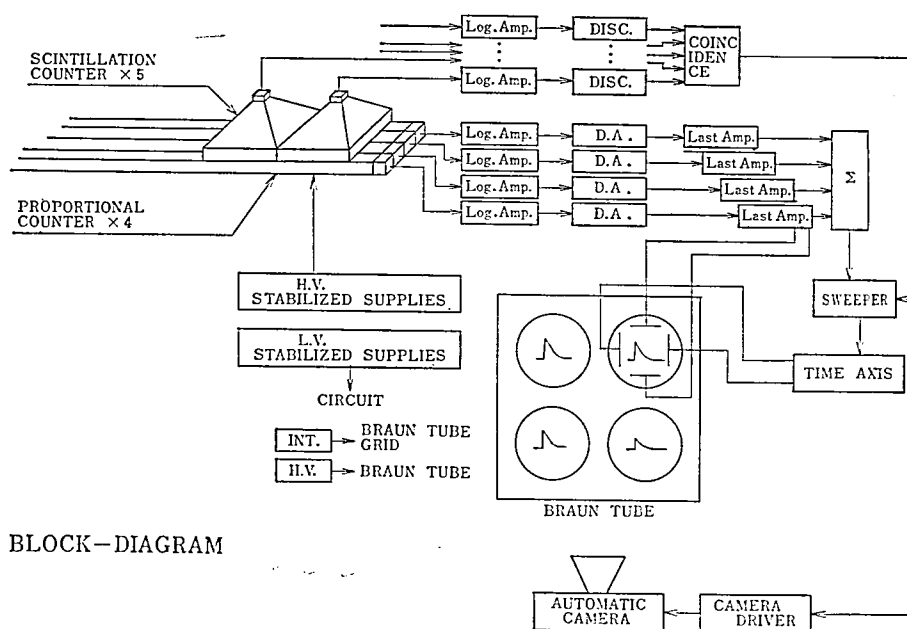 Log. Amp.
DISC.
COINC
IDEN
CE
Log. Amp.
DISC.
SCINTILLATION
COUNTER ×5
PROPORTIONAL
COUNTER ×4
Log. Amp.
D.A.
Last Amp.
Log. Amp.
D.A.
Last Amp.
Log. Amp.
D.A.
Last Amp.
Log. Amp.
D.A.
Last Amp.
Σ
H.V.
STABILIZED SUPPLIES
L.V.
STABILIZED SUPPLIES
CIRCUIT
SWEEPER
TIME AXIS
INT.
BRAUN TUBE
GRID
H.V.
BRAUN TUBE
BRAUN TUBE
BLOCK-DIAGRAM
AUTOMATIC
CAMERA
CAMERA
DRIVER